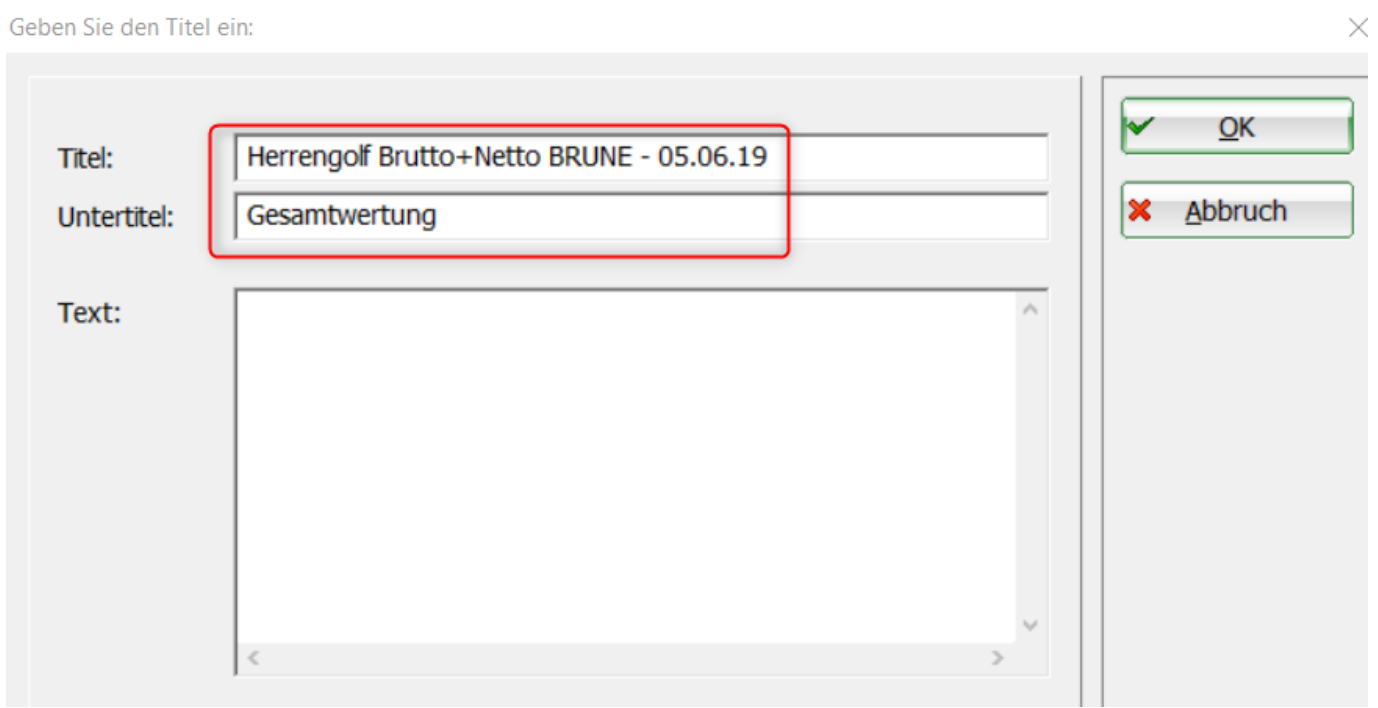 Geben Sie den Titel ein:
Titel: Herrengolf Brutto+Netto BRUNE - 05.06.19
Untertitel: Gesamtwertung
Text:
OK
Abbruch